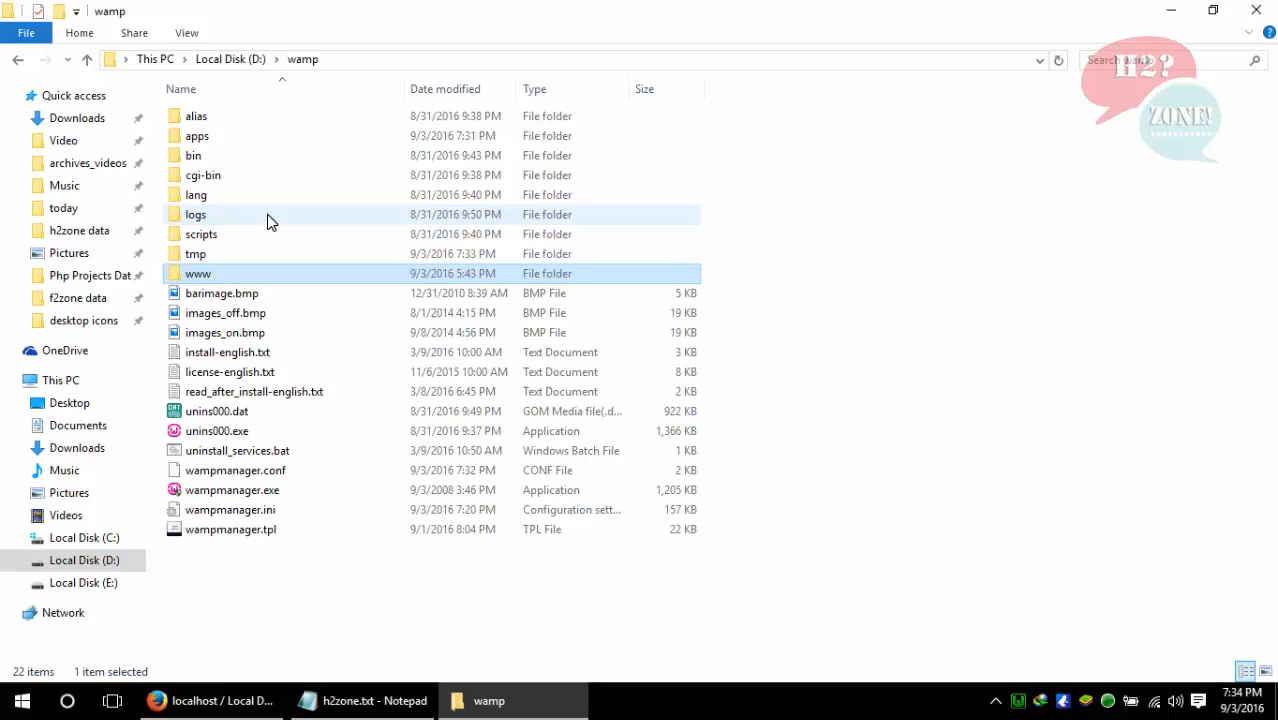 wamp
File Home Share View
This PC Local Disk (D:) wamp
Search wamp
H2?
ZONE!
Name Date modified Type Size
Quick access
Downloads
Video
archives_videos
Music
today
h2zone data
Pictures
Php Projects Dat
f2zone data
desktop icons
OneDrive
This PC
Desktop
Documents
Downloads
Music
Pictures
Videos
Local Disk (C:)
Local Disk (D:)
Local Disk (E:)
Network
alias 8/31/2016 9:38 PM File folder
apps 9/3/2016 7:31 PM File folder
bin 8/31/2016 9:43 PM File folder
cgi-bin 8/31/2016 9:38 PM File folder
lang 8/31/2016 9:40 PM File folder
logs 8/31/2016 9:50 PM File folder
scripts 8/31/2016 9:40 PM File folder
tmp 9/3/2016 7:33 PM File folder
www 9/3/2016 5:43 PM File folder
barimage.bmp 12/31/2010 8:39 AM BMP File 5 KB
images_off.bmp 8/1/2014 4:15 PM BMP File 19 KB
images_on.bmp 9/8/2014 4:56 PM BMP File 19 KB
install-english.txt 3/9/2016 10:00 AM Text Document 3 KB
license-english.txt 11/6/2015 10:00 AM Text Document 8 KB
read_after_install-english.txt 3/8/2016 6:45 PM Text Document 2 KB
unins000.dat 8/31/2016 9:49 PM GOM Media file(.d... 922 KB
unins000.exe 8/31/2016 9:37 PM Application 1,366 KB
uninstall_services.bat 3/9/2016 10:50 AM Windows Batch File 1 KB
wampmanager.conf 9/3/2016 7:32 PM CONF File 2 KB
wampmanager.exe 9/3/2008 3:46 PM Application 1,205 KB
wampmanager.ini 9/3/2016 7:20 PM Configuration sett... 157 KB
wampmanager.tpl 9/1/2016 8:04 PM TPL File 22 KB
22 items 1 item selected
localhost / Local D... h2zone.txt - Notepad wamp
7:34 PM
9/3/2016